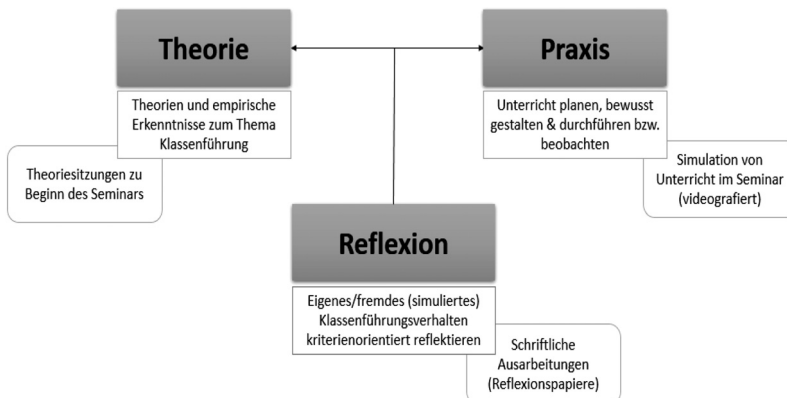 Theorie
Theorien und empirische
Erkenntnisse zum Thema
Klassenführung
Theoriesitzungen zu
Beginn des Seminars
Praxis
Unterricht planen, bewusst
gestalten & durchführen bzw.
beobachten
Simulation von
Unterricht im Seminar
(videografiert)
Reflexion
Eigenes/fremdes (simuliertes)
Klassenführungsverhalten
kriterienorientiert reflektieren
Schriftliche
Ausarbeitungen
(Reflexionspapiere)